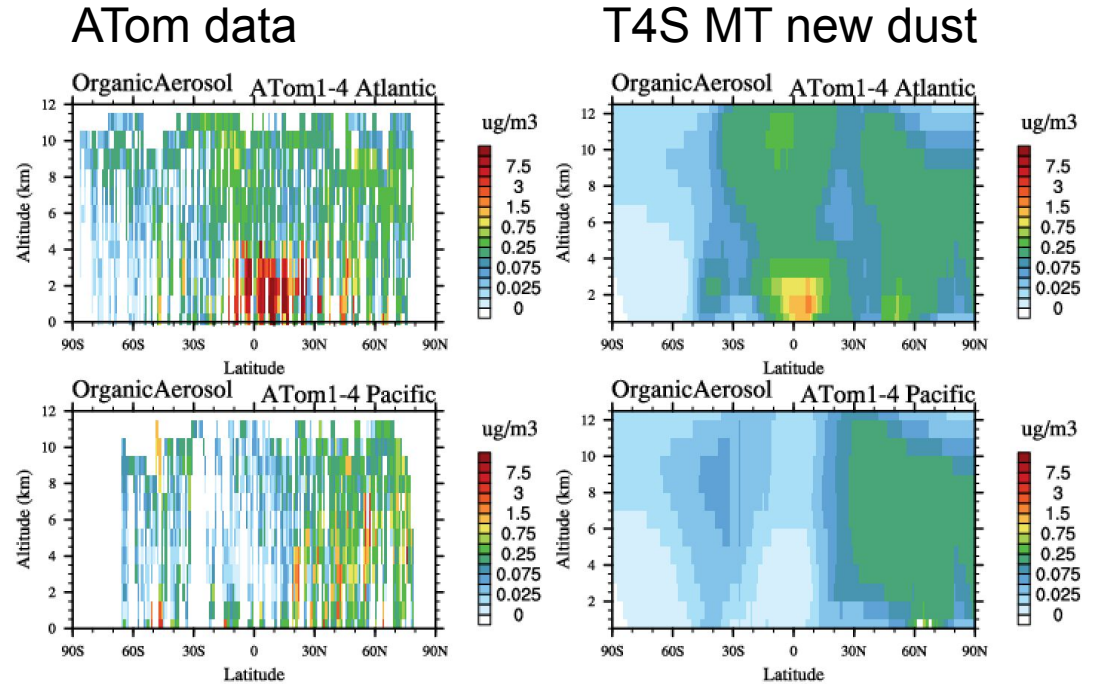 ATom data
T4S MT new dust
OrganicAerosol ATom1-4 Atlantic
ug/m3
12
10
8
6
4
2
0
Altitude (km)
7.5
3
1.5
0.75
0.25
0.075
0.025
0
90S 60S 30S 0 30N 60N 90N
Latitude
OrganicAerosol ATom1-4 Atlantic
ug/m3
12
10
8
6
4
2
Altitude (km)
7.5
3
1.5
0.75
0.25
0.075
0.025
0
90S 60S 30S 0 30N 60N 90N
Latitude
OrganicAerosol ATom1-4 Pacific
ug/m3
12
10
8
6
4
2
0
Altitude (km)
7.5
3
1.5
0.75
0.25
0.075
0.025
0
90S 60S 30S 0 30N 60N 90N
Latitude
OrganicAerosol ATom1-4 Pacific
ug/m3
12
10
8
6
4
2
Altitude (km)
7.5
3
1.5
0.75
0.25
0.075
0.025
0
90S 60S 30S 0 30N 60N 90N
Latitude